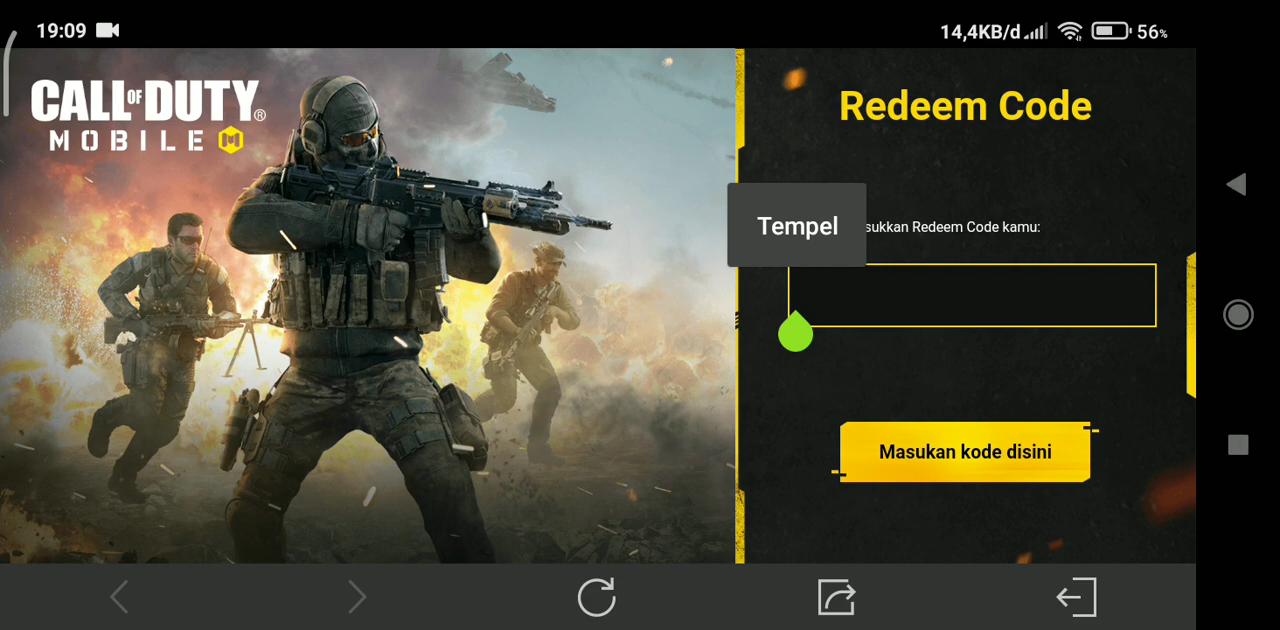 19:09
14,4KB/d 56%
CALL OF DUTY®
MOBILE
Redeem Code
Tempel
sukkan Redeem Code kamu:
Masukan kode disini